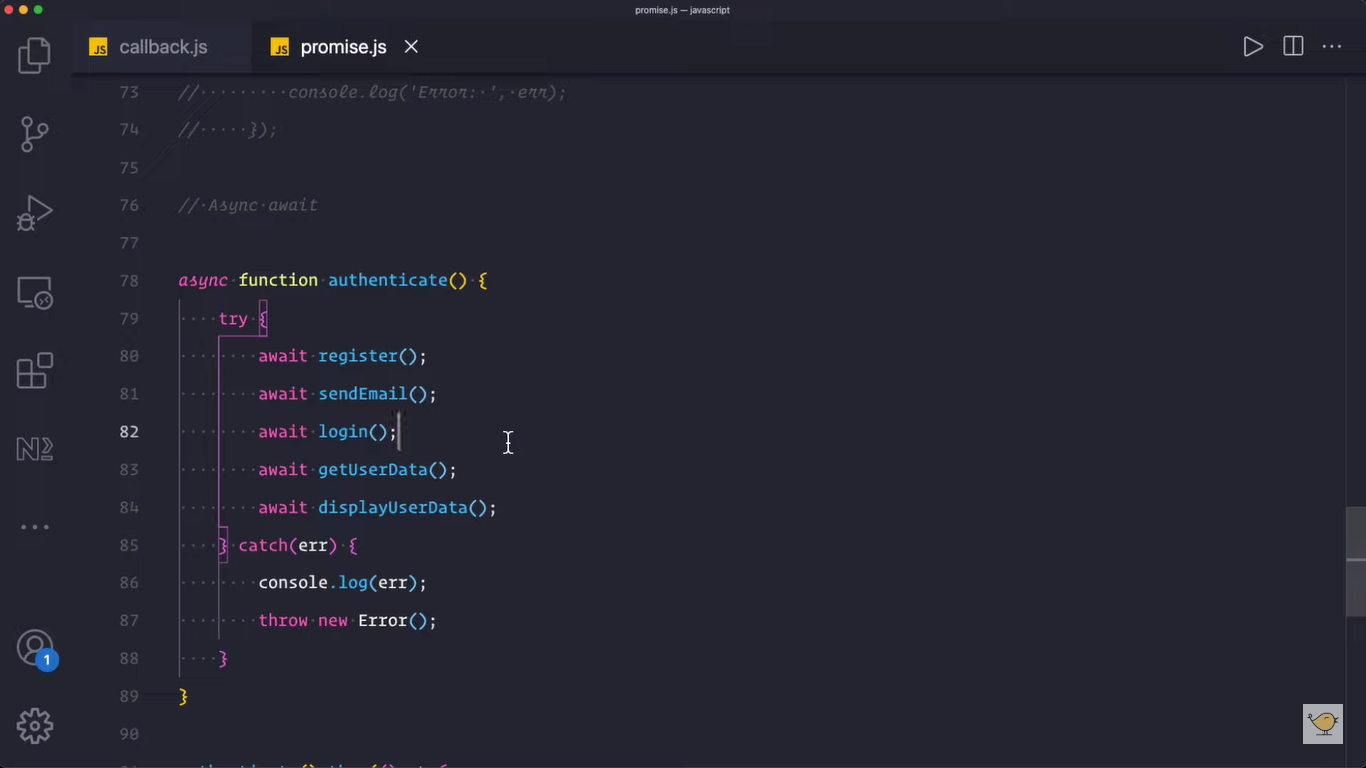 promise.js — javascript
JS callback.js
JS promise.js
73 // console.log('Error: ', err);
74 // });
75
76 // Async await
77
78 async function authenticate() {
79 try {
80 await register();
81 await sendEmail();
82 await login();
83 await getUserData();
84 await displayUserData();
85 } catch(err) {
86 console.log(err);
87 throw new Error();
88 }
89 }
90
1